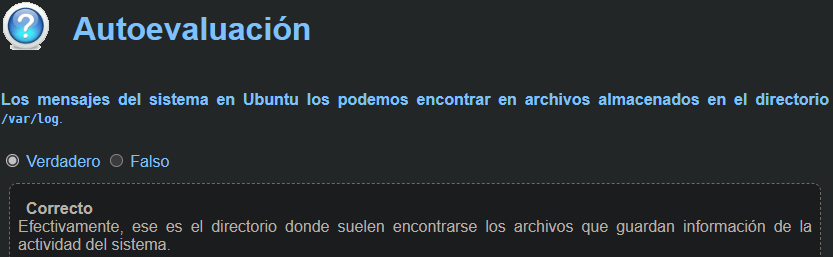 Autoevaluación
Los mensajes del sistema en Ubuntu los podemos encontrar en archivos almacenados en el directorio
/var/log.
Verdadero Falso
Correcto
Efectivamente, ese es el directorio donde suelen encontrarse los archivos que guardan información de la
actividad del sistema.